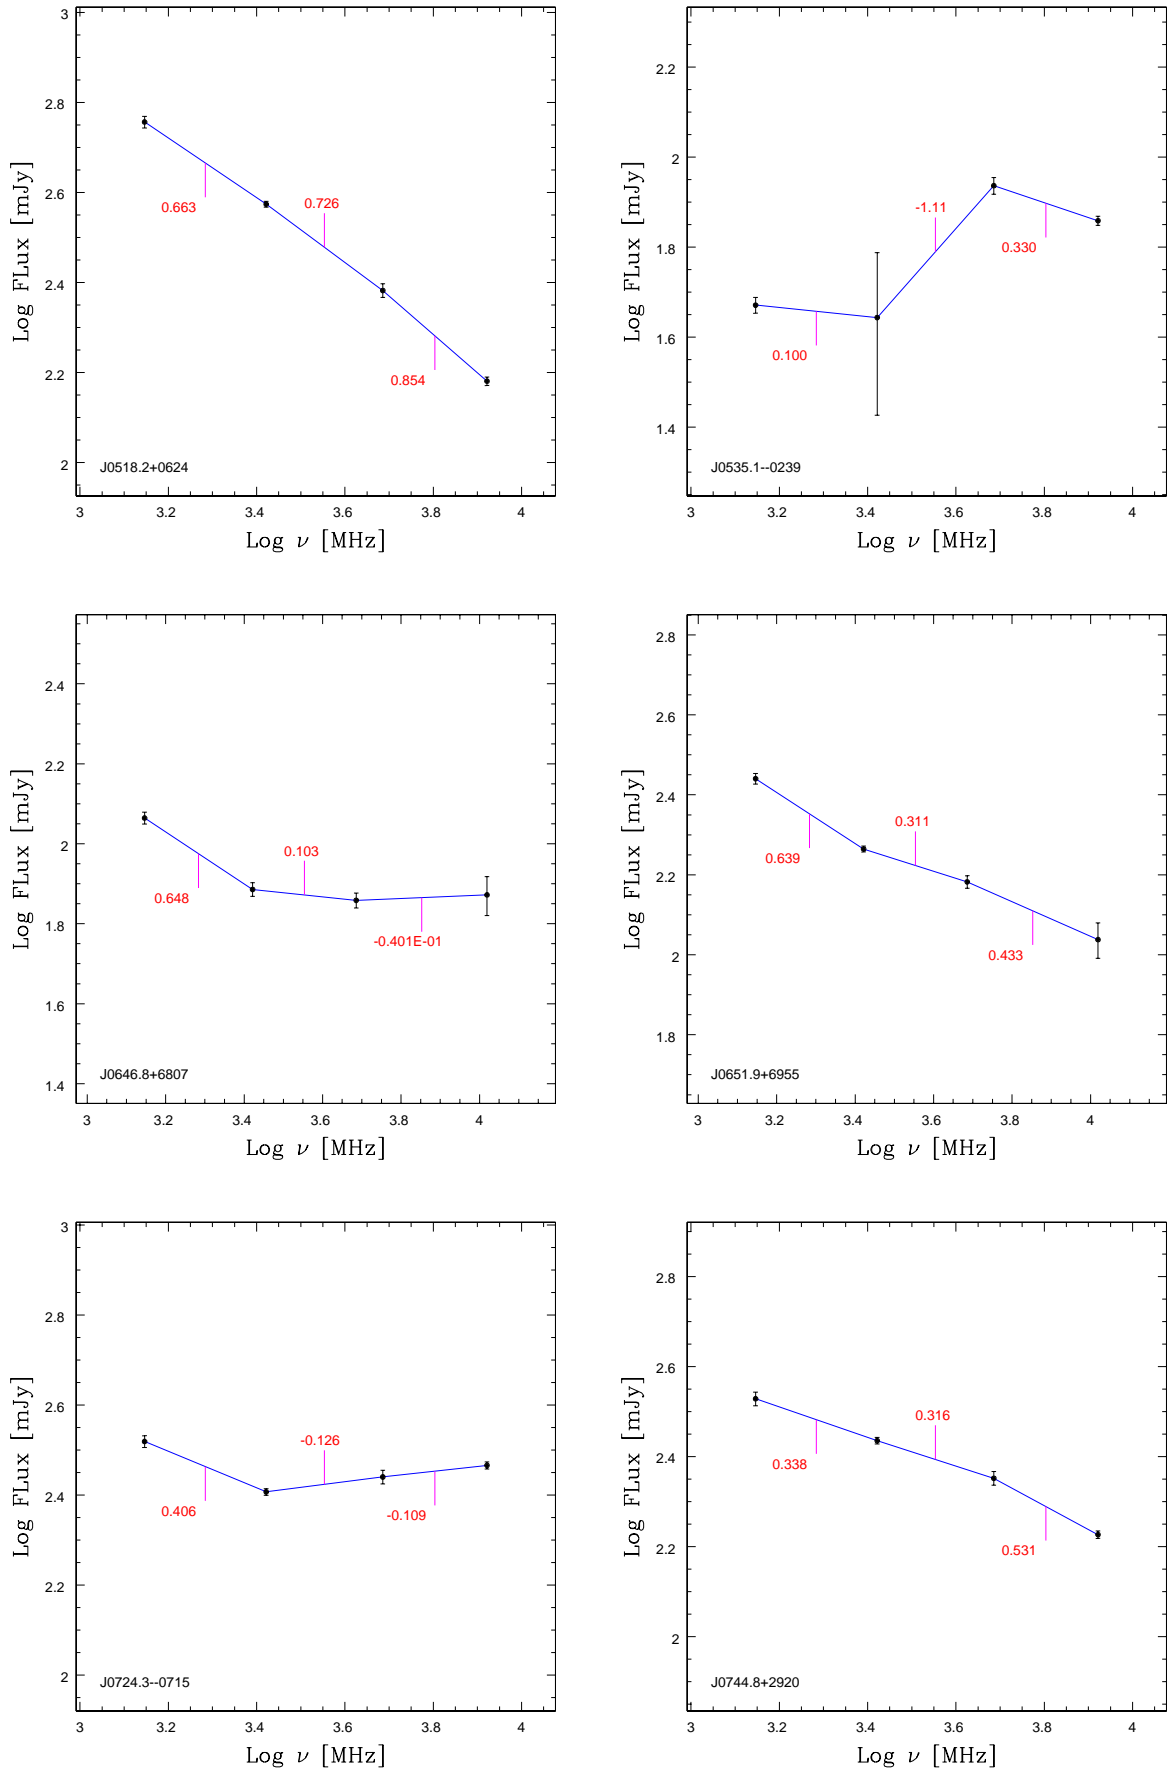 3
2.8
2.6
2.4
2.2
2
Log FLux [mJy]
0.663
0.726
0.854
J0518.2+0624
3 3.2 3.4 3.6 3.8 4
Log ν [MHz]
2.2
2
1.8
1.6
1.4
Log FLux [mJy]
-1.11
0.330
0.100
J0535.1--0239
3 3.2 3.4 3.6 3.8 4
Log ν [MHz]
2.4
2.2
2
1.8
1.6
1.4
Log FLux [mJy]
0.103
0.648
-0.401E-01
J0646.8+6807
3 3.2 3.4 3.6 3.8 4
Log ν [MHz]
2.8
2.6
2.4
2.2
2
1.8
Log FLux [mJy]
0.311
0.639
0.433
J0651.9+6955
3 3.2 3.4 3.6 3.8 4
Log ν [MHz]
3
2.8
2.6
2.4
2.2
2
Log FLux [mJy]
-0.126
0.406
-0.109
J0724.3--0715
3 3.2 3.4 3.6 3.8 4
Log ν [MHz]
2.8
2.6
2.4
2.2
2
Log FLux [mJy]
0.316
0.338
0.531
J0744.8+2920
3 3.2 3.4 3.6 3.8 4
Log ν [MHz]